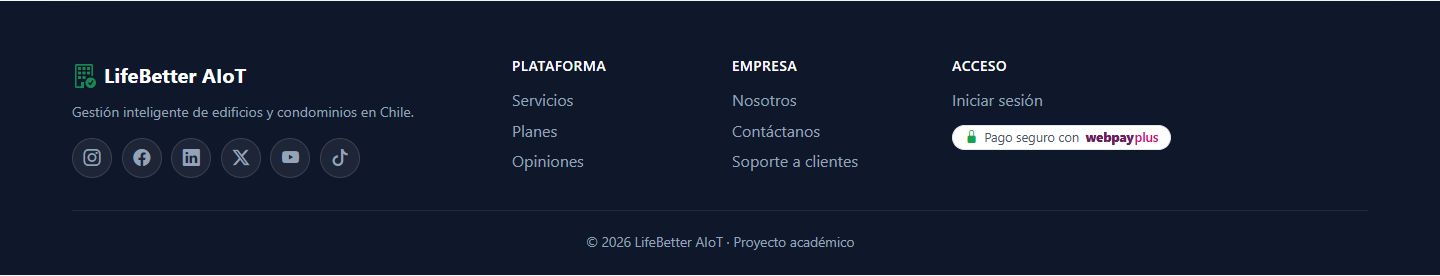 LifeBetter AIoT
Gestión inteligente de edificios y condominios en Chile.
PLATAFORMA
Servicios
Planes
Opiniones
EMPRESA
Nosotros
Contáctanos
Soporte a clientes
ACCESO
Iniciar sesión
Pago seguro con webpayplus
© 2026 LifeBetter AIoT · Proyecto académico